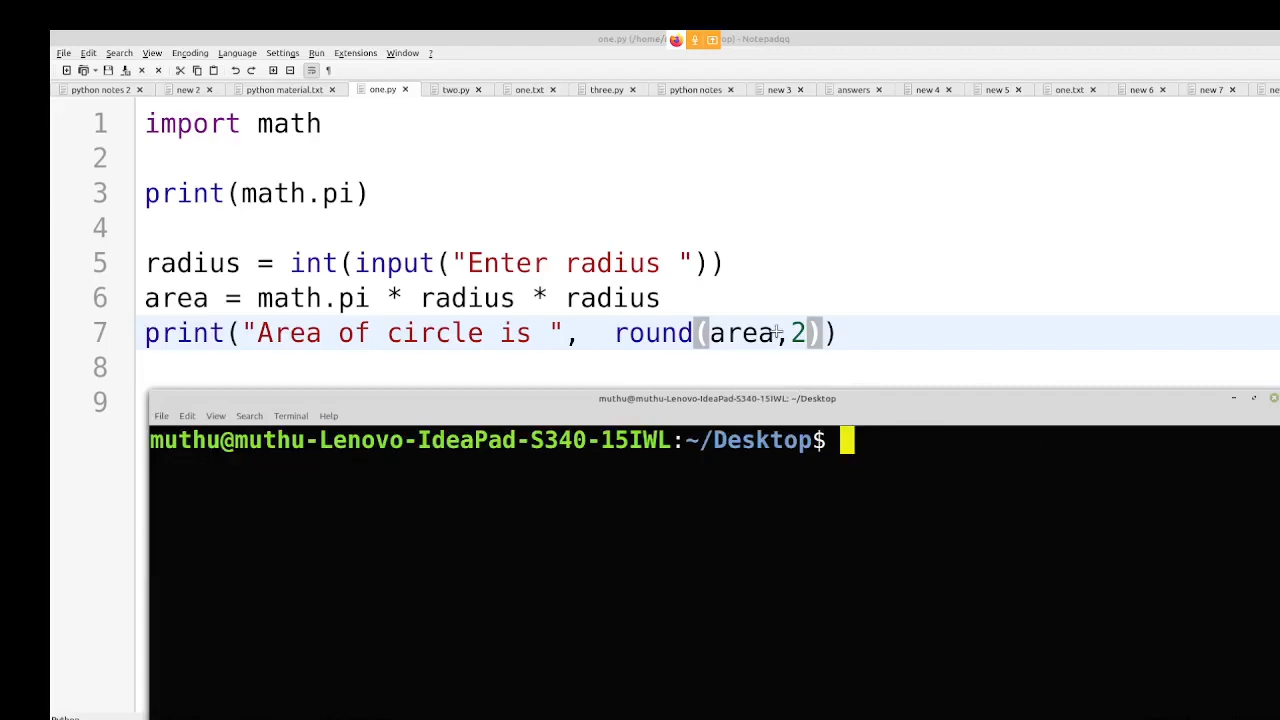 - Notepadqq
File Edit Search View Encoding Language Settings Run Extensions Window ?
python notes 2 new 2 python material.txt one.py two.py one.txt three.py python notes new 3 answers new 4 new 5 one.txt new 6 new 7
1 import math
2
3 print(math.pi)
4
5 radius = int(input("Enter radius "))
6 area = math.pi * radius * radius
7 print("Area of circle is ",  round(area,2))
8
9
muthu@muthu-Lenovo-IdeaPad-S340-15IWL: ~/Desktop
File Edit View Search Terminal Help
muthu@muthu-Lenovo-IdeaPad-S340-15IWL:~/Desktop$